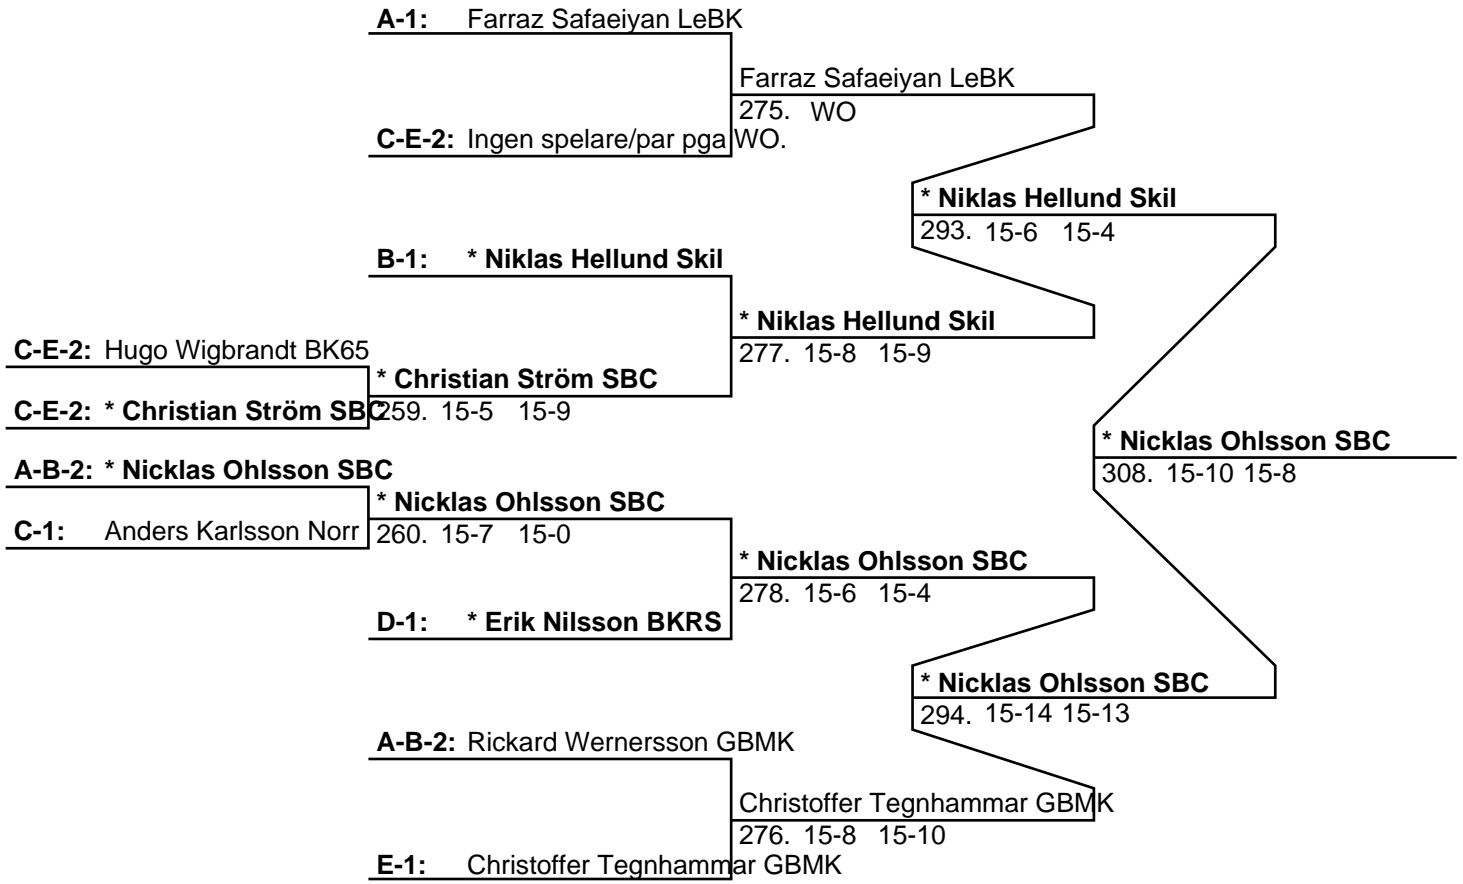 A-1: Farraz Safaeiyan LeBK
Farraz Safaeiyan LeBK
275. WO
C-E-2: Ingen spelare/par pga WO.
* Niklas Hellund Skil
293. 15-6 15-4
B-1: * Niklas Hellund Skil
* Niklas Hellund Skil
277. 15-8 15-9
C-E-2: Hugo Wigbrandt BK65
* Christian Ström SBC
C-E-2: * Christian Ström SBC
259. 15-5 15-9
* Nicklas Ohlsson SBC
308. 15-10 15-8
A-B-2: * Nicklas Ohlsson SBC
* Nicklas Ohlsson SBC
C-1: Anders Karlsson Norr
260. 15-7 15-0
* Nicklas Ohlsson SBC
278. 15-6 15-4
D-1: * Erik Nilsson BKRS
* Nicklas Ohlsson SBC
294. 15-14 15-13
A-B-2: Rickard Wernersson GBMK
Christoffer Tegnhammar GBMK
276. 15-8 15-10
E-1: Christoffer Tegnhammar GBMK